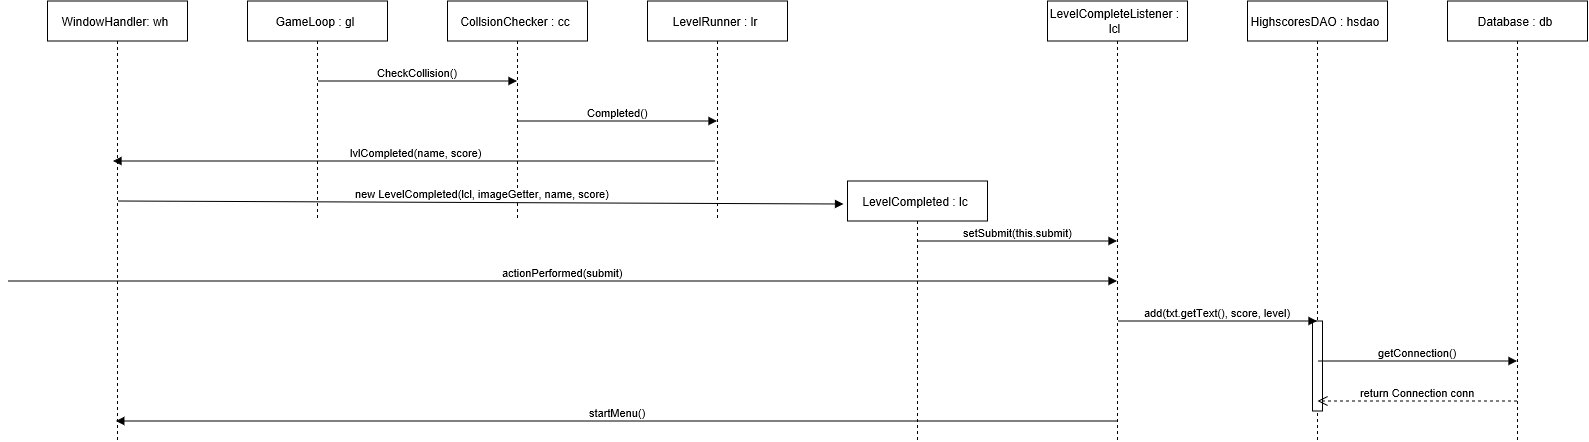 WindowHandler: wh
GameLoop : gl
CollsionChecker : cc
LevelRunner : lr
LevelCompleteListener :
lcl
HighscoresDAO : hsdao
Database : db
CheckCollision()
Completed()
lvlCompleted(name, score)
new LevelCompleted(lcl, imageGetter, name, score)
LevelCompleted : lc
setSubmit(this.submit)
actionPerformed(submit)
add(txt.getText(), score, level)
getConnection()
return Connection conn
startMenu()